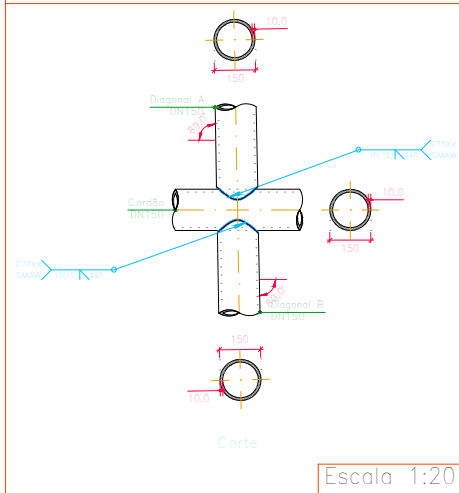 10.0
150
Diagonal A
DN150
E70XX
SMAW
Cordão
DN150
10.0
150
E70XX
SMAW
Diagonal B
DN150
150
10.0
Corte
Escala 1:20